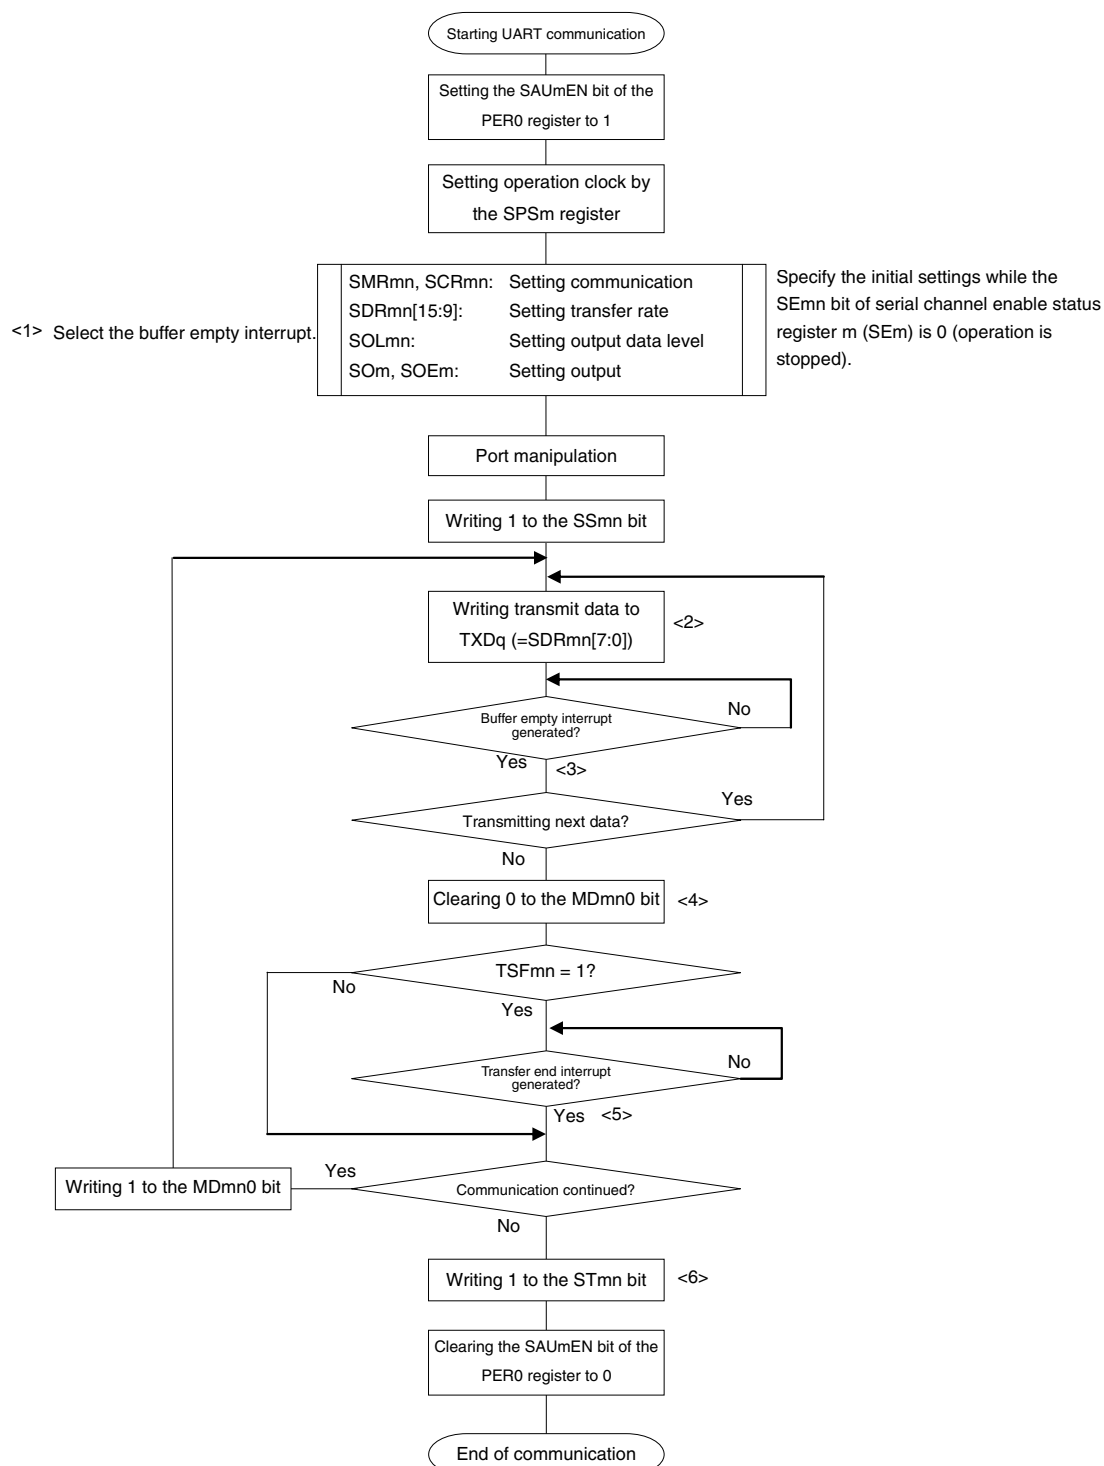 Starting UART communication
Setting the SAUmEN bit of the
PER0 register to 1
Setting operation clock by
the SPSm register
<1> Select the buffer empty interrupt.
SMRmn, SCRmn: Setting communication
SDRmn[15:9]: Setting transfer rate
SOLmn: Setting output data level
SOm, SOEm: Setting output
Specify the initial settings while the
SEmn bit of serial channel enable status
register m (SEm) is 0 (operation is
stopped).
Port manipulation
Writing 1 to the SSmn bit
Writing transmit data to
TXDq (=SDRmn[7:0])
<2>
Buffer empty interrupt
generated?
No
Yes
<3>
Transmitting next data?
Yes
No
Clearing 0 to the MDmn0 bit
<4>
TSFmn = 1?
No
Yes
Transfer end interrupt
generated?
No
Yes
<5>
Communication continued?
Yes
Writing 1 to the MDmn0 bit
No
Writing 1 to the STmn bit
<6>
Clearing the SAUmEN bit of the
PER0 register to 0
End of communication